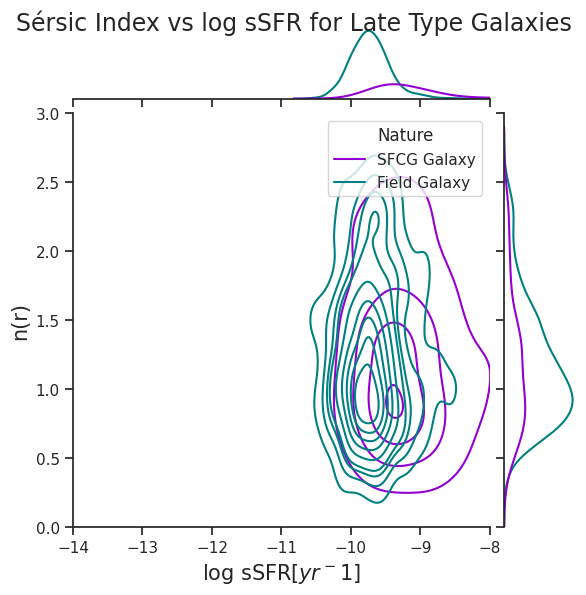 Sérsic Index vs log sSFR for Late Type Galaxies
Nature
SFCG Galaxy
Field Galaxy
3.0
2.5
2.0
1.5
1.0
0.5
0.0
n(r)
−14 −13 −12 −11 −10 −9 −8
log sSFR[yr⁻1]